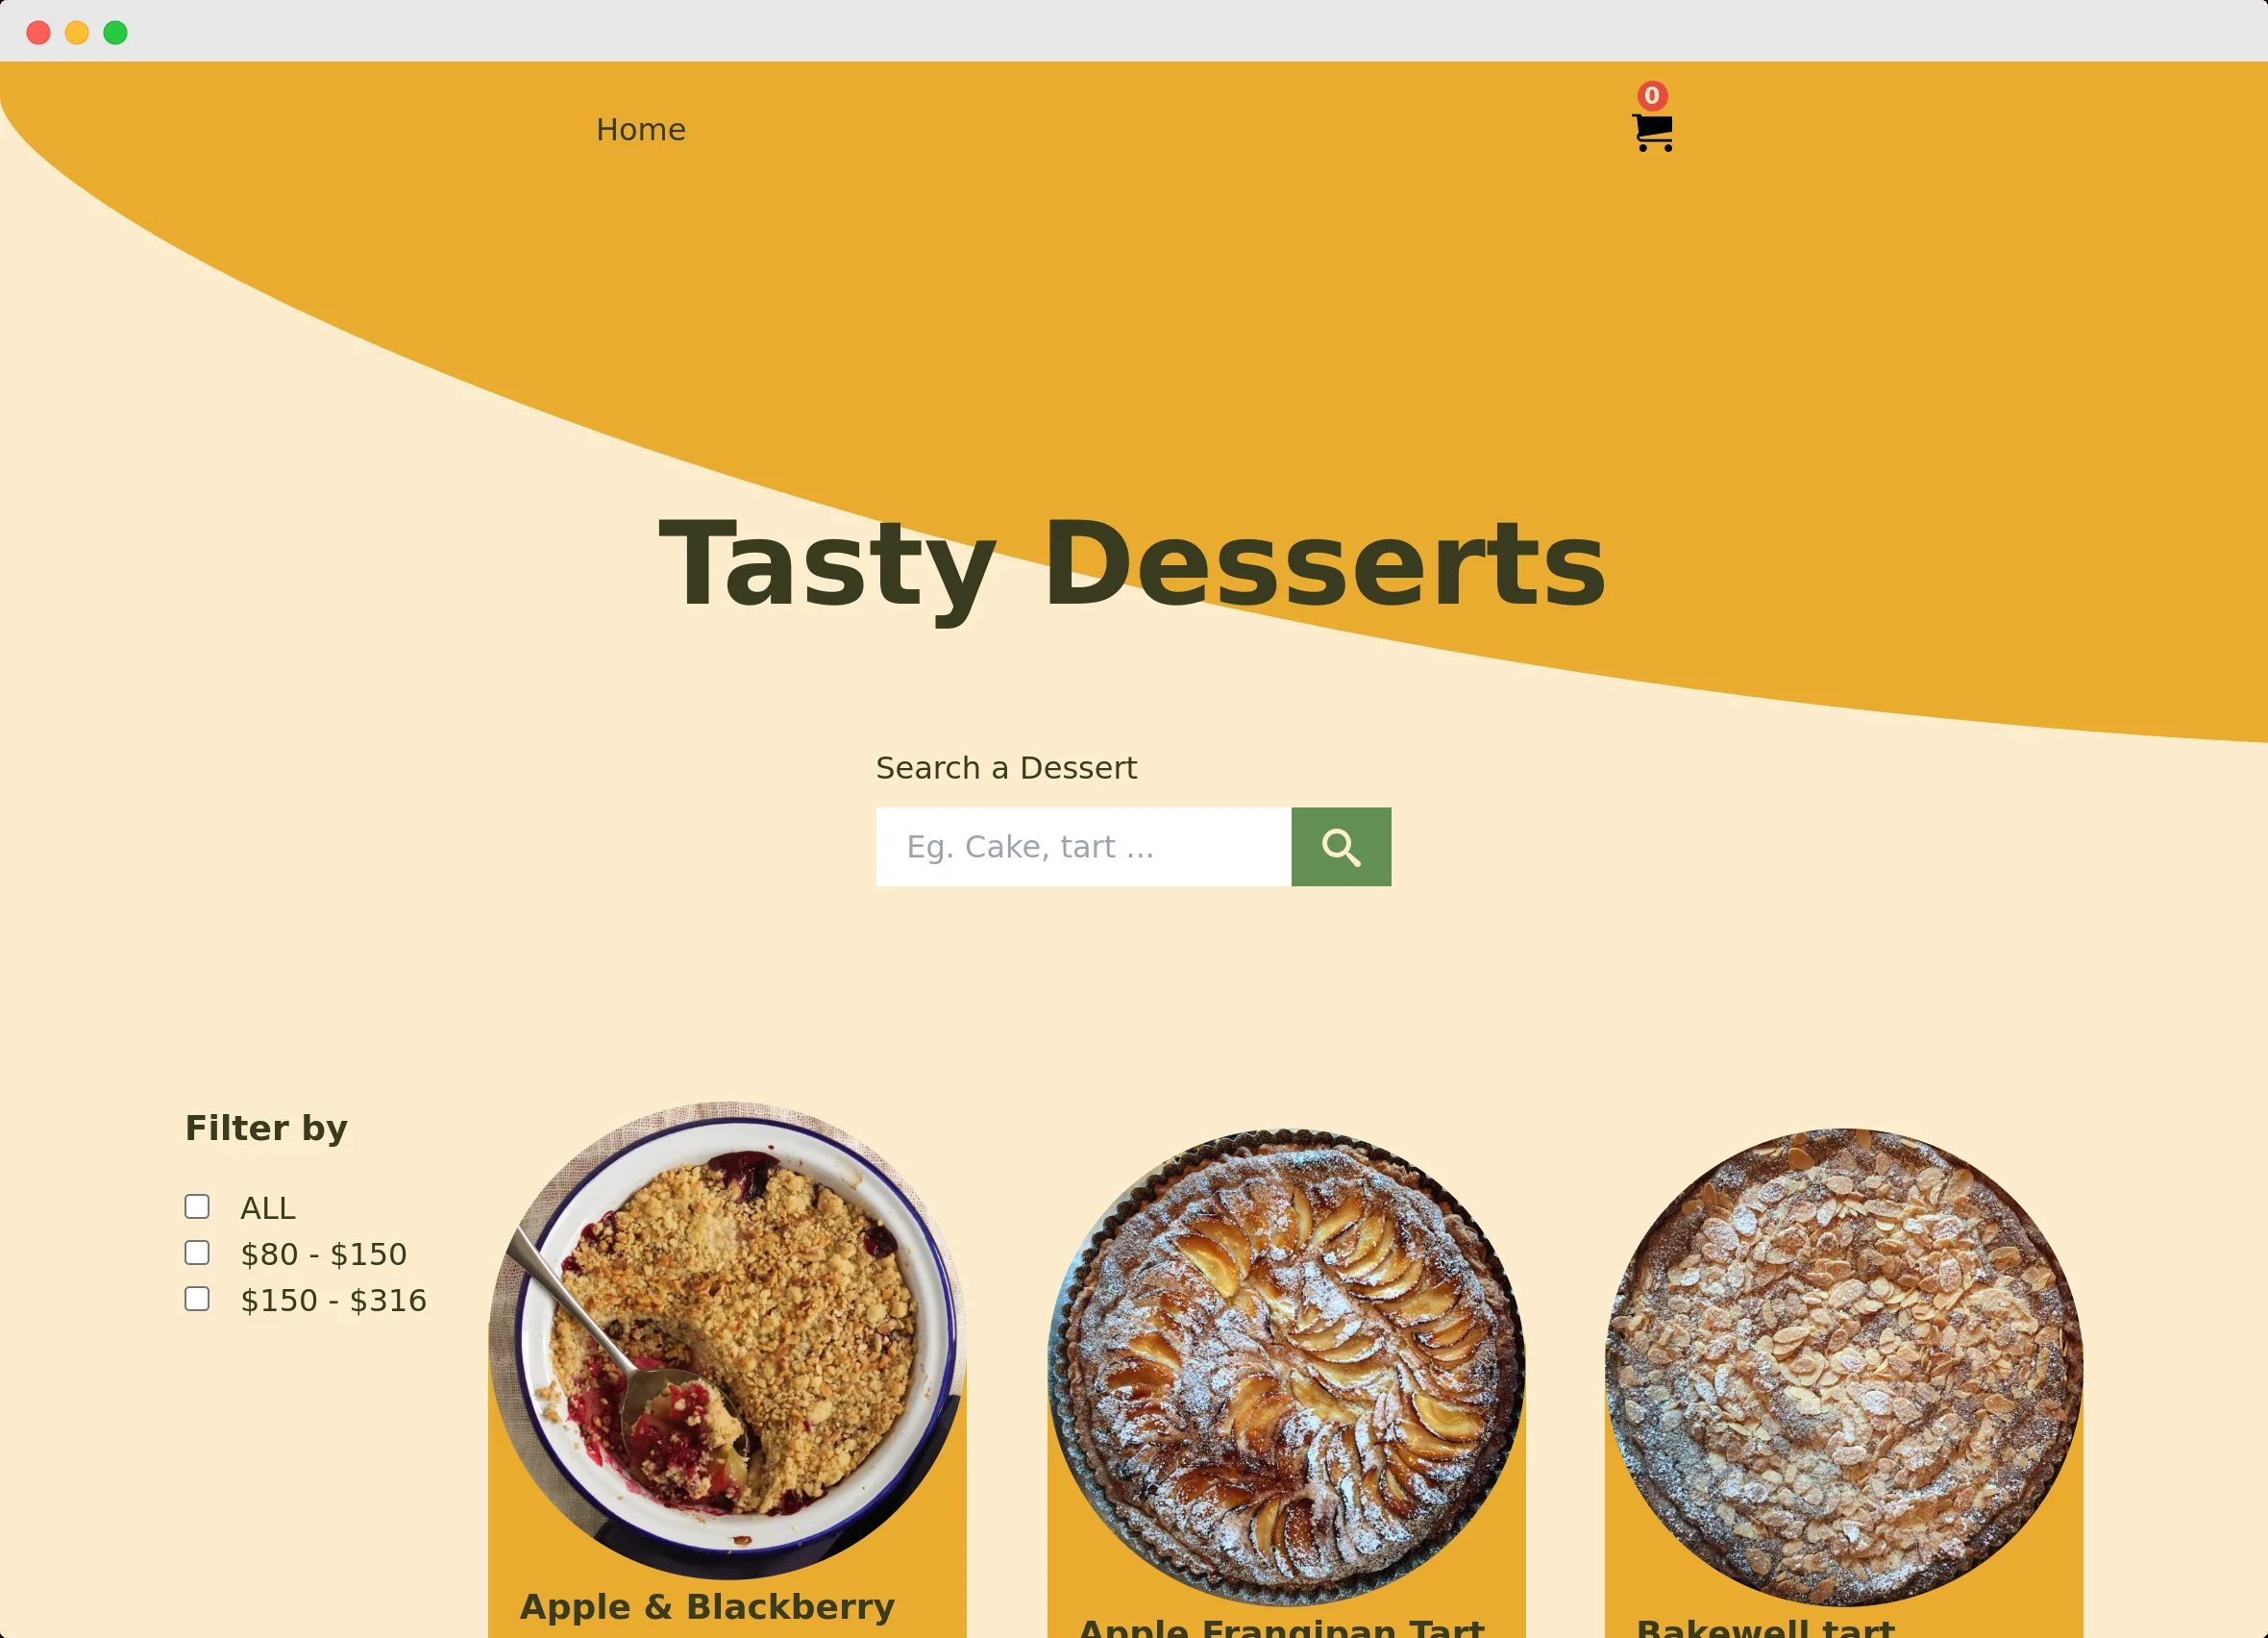 0
Home
Tasty Desserts
Search a Dessert
Eg. Cake, tart ...
Filter by
ALL
$80 - $150
$150 - $316
Apple & Blackberry
Apple Frangipan Tart
Bakewell tart